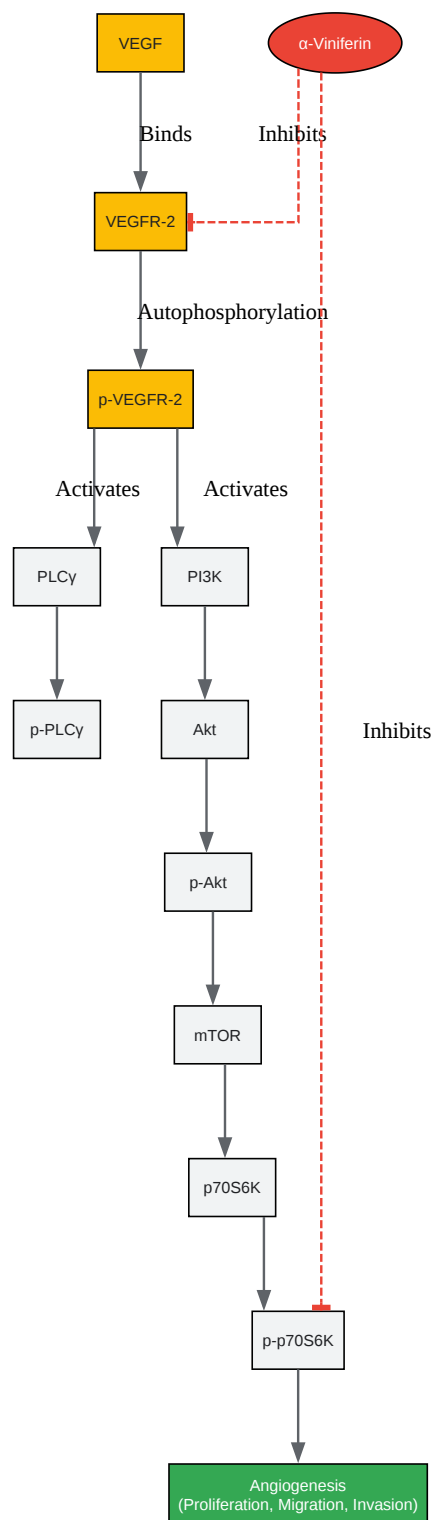 VEGF
α-Viniferin
Binds
Inhibits
VEGFR-2
Autophosphorylation
p-VEGFR-2
Activates
Activates
PLCγ
PI3K
p-PLCγ
Akt
Inhibits
p-Akt
mTOR
p70S6K
p-p70S6K
Angiogenesis
(Proliferation, Migration, Invasion)